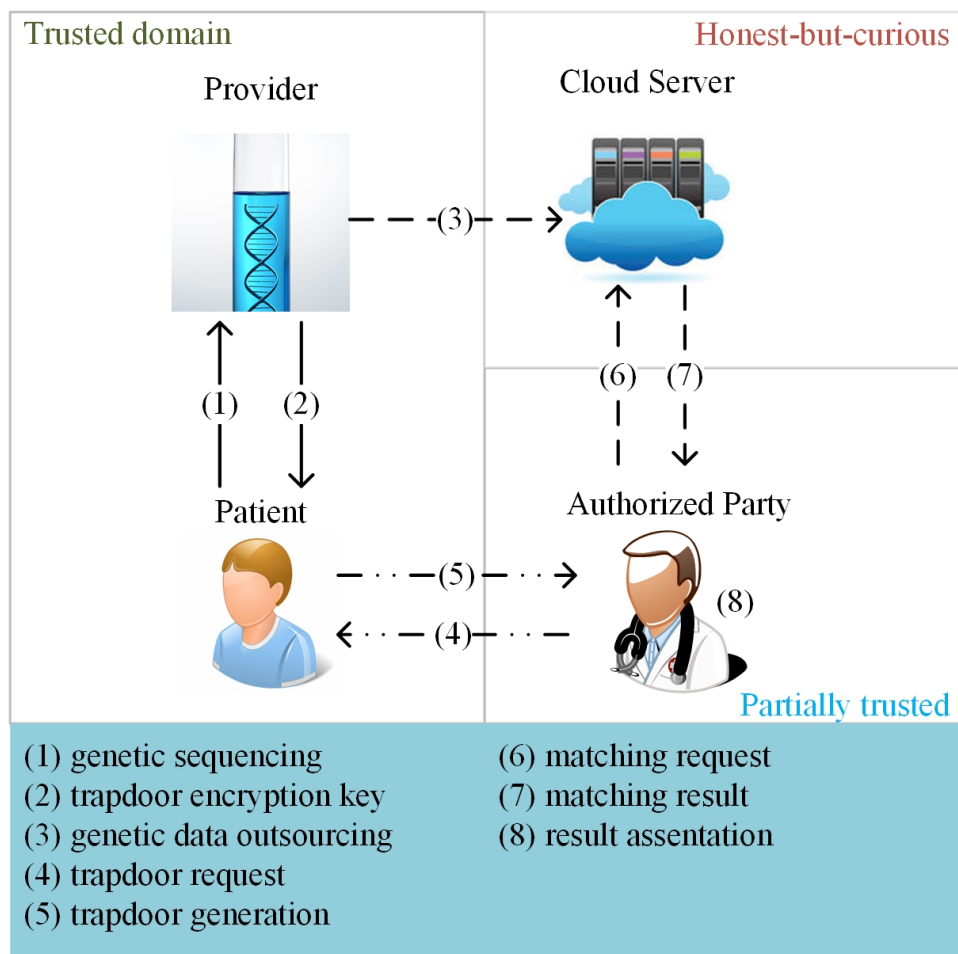 Trusted domain
Honest-but-curious
Provider
Cloud Server
(3)
(1)
(2)
(6)
(7)
Patient
Authorized Party
(5)
(8)
(4)
Partially trusted
(1) genetic sequencing
(2) trapdoor encryption key
(3) genetic data outsourcing
(4) trapdoor request
(5) trapdoor generation
(6) matching request
(7) matching result
(8) result assentation